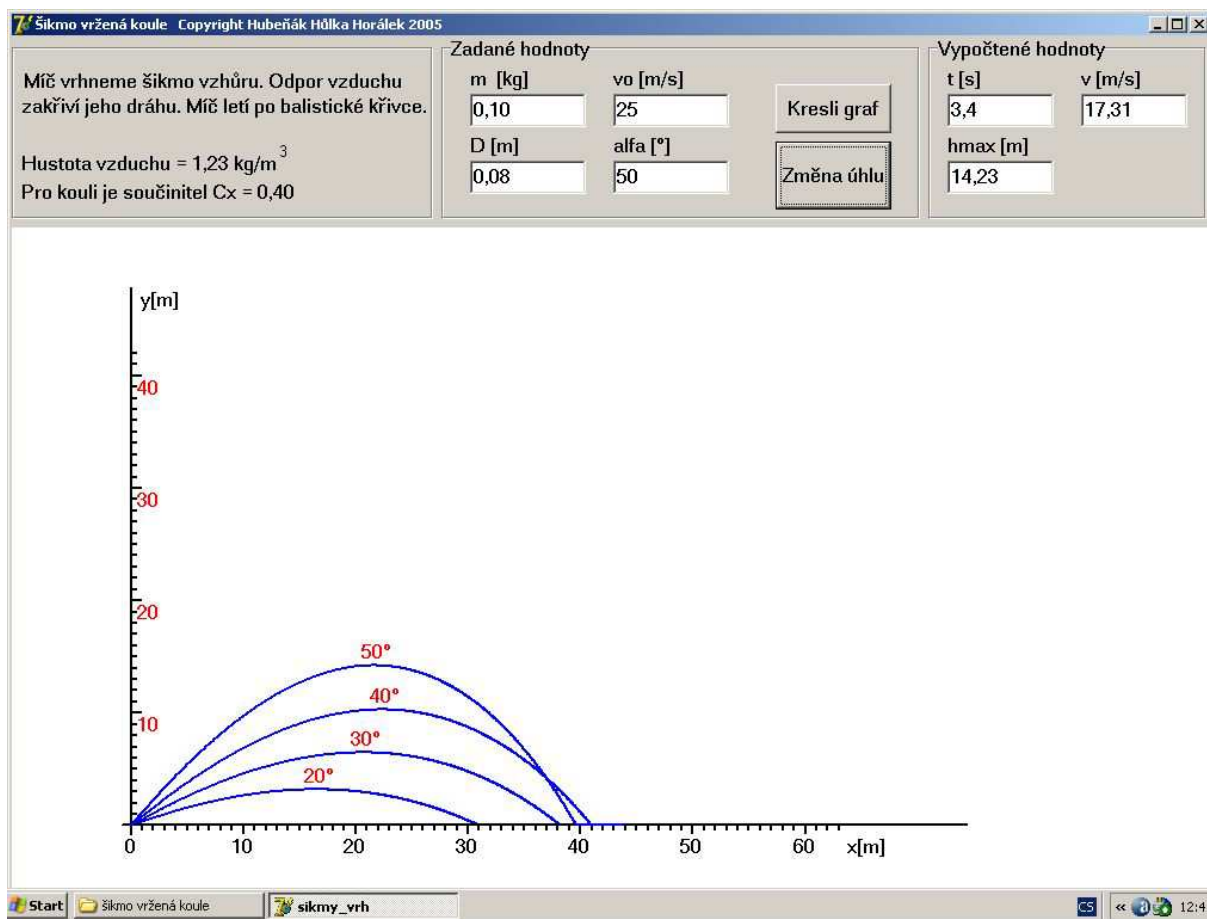 Šikmo vržená koule Copyright Hubeňák Hůlka Horálek 2005
Míč vrhneme šikmo vzhůru. Odpor vzduchu
zakřiví jeho dráhu. Míč letí po balistické křivce.
Hustota vzduchu = 1,23 kg/m³
Pro kouli je součinitel Cx = 0,40
Zadané hodnoty
m [kg] vo [m/s]
0,10 25
D [m] alfa [°]
0,08 50
Kresli graf
Změna úhlu
Vypočtené hodnoty
t [s] v [m/s]
3,4 17,31
hmax [m]
14,23
y[m]
40
30
20
10
50°
40°
30°
20°
0 10 20 30 40 50 60 x[m]
Start šikmo vržená koule sikmy_vrh CS « 12:4